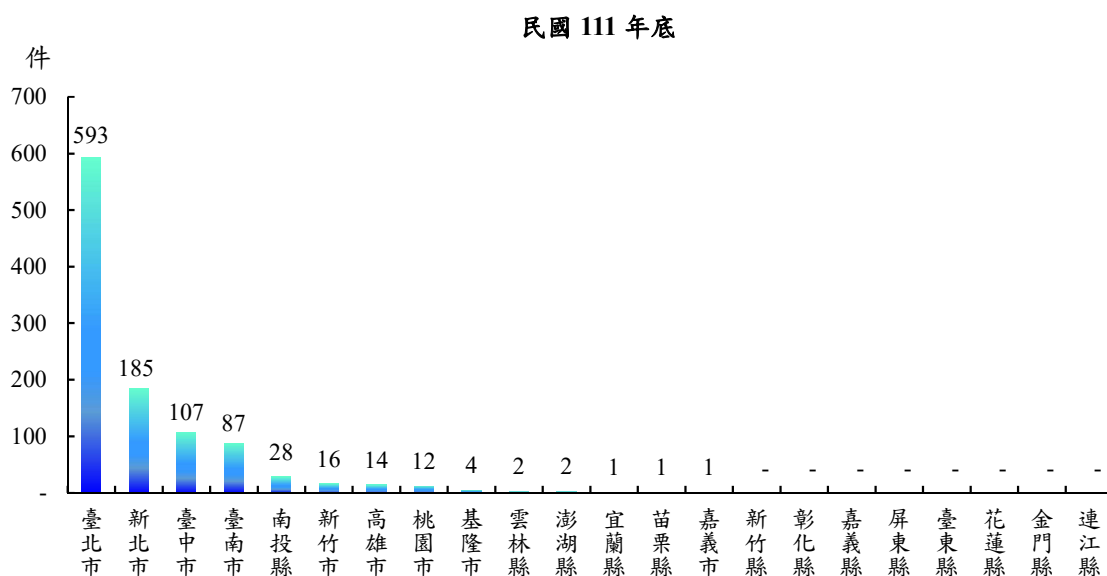 民國 111 年底
件
700
600
500
400
300
200
100
-
593
185
107
87
28
16
14
12
4
2
2
1
1
1
-
-
-
-
-
-
-
-
臺北市
新北市
臺中市
臺南市
南投縣
新竹市
高雄市
桃園市
基隆市
雲林縣
澎湖縣
宜蘭縣
苗栗縣
嘉義市
新竹縣
彰化縣
嘉義縣
屏東縣
臺東縣
花蓮縣
金門縣
連江縣